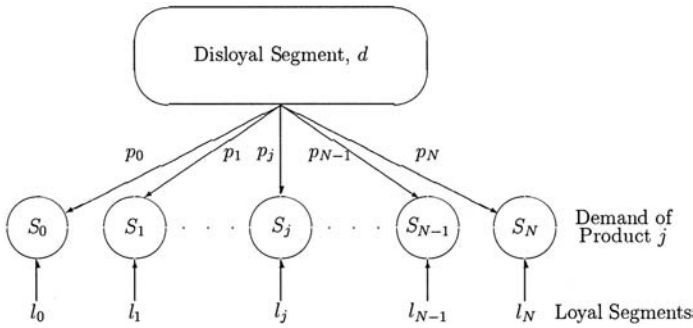 Disloyal Segment, d
p_0 p_1 p_j p_{N-1} p_N
S_0 S_1 · · · · S_j · · · · S_{N-1} S_N Demand of
Product j
l_0 l_1 l_j l_{N-1} l_N Loyal Segments